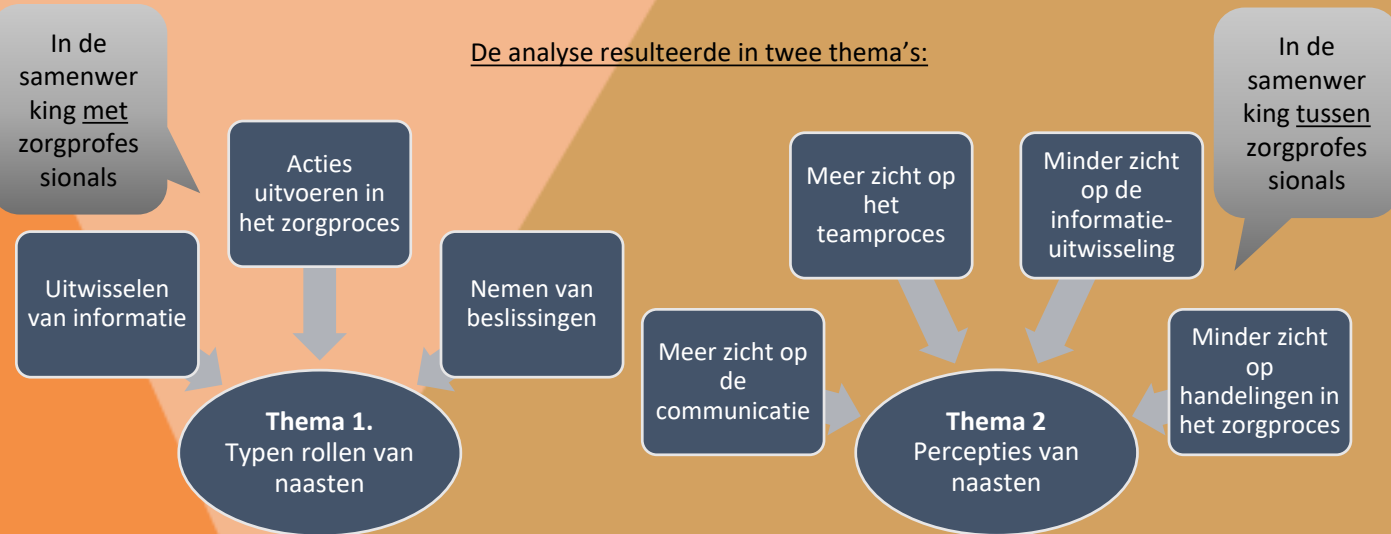 De analyse resulteerde in twee thema's:
In de
samenwer
king met
zorgprofes
sionals
Acties
uitvoeren in
het zorgproces
Uitwisselen
van informatie
Nemen van
beslissingen
Thema 1.
Typen rollen van
naasten
In de
samenwer
king tussen
zorgprofes
sionals
Meer zicht op
het
teamproces
Minder zicht
op de
informatie-
uitwisseling
Meer zicht op
de
communicatie
Minder zicht
op
handelingen in
het zorgproces
Thema 2
Percepties van
naasten